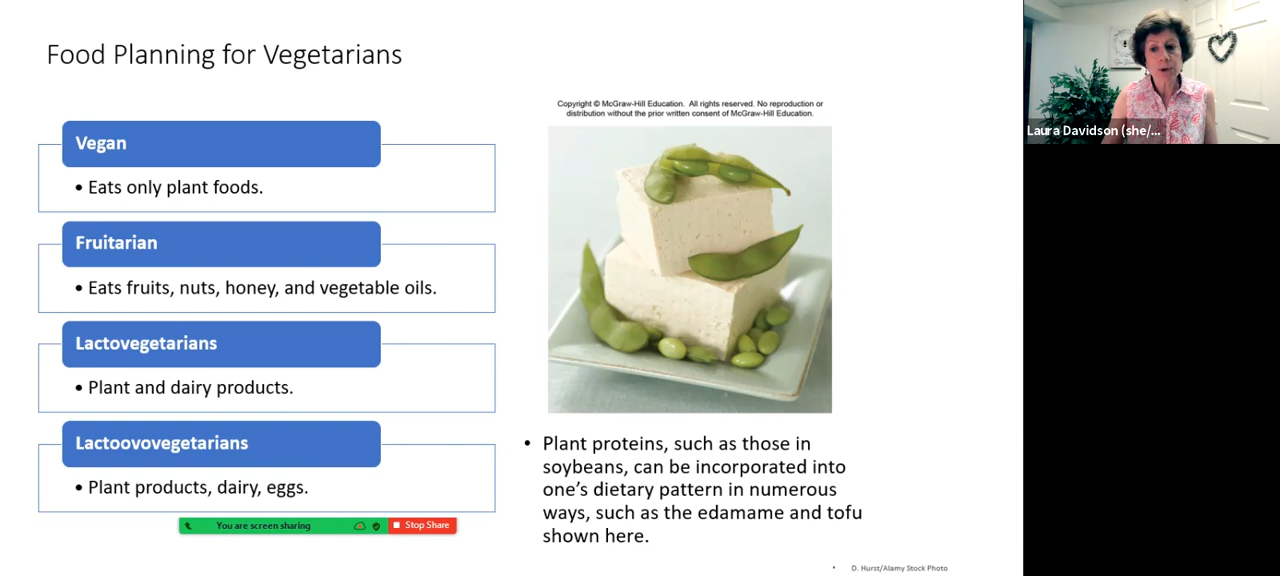 Food Planning for Vegetarians
Vegan
• Eats only plant foods.
Fruitarian
• Eats fruits, nuts, honey, and vegetable oils.
Lactovegetarians
• Plant and dairy products.
Lactoovovegetarians
• Plant products, dairy, eggs.
You are screen sharing
Stop Share
Copyright © McGraw-Hill Education. All rights reserved. No reproduction or
distribution without the prior written consent of McGraw-Hill Education.
• Plant proteins, such as those in
soybeans, can be incorporated into
one’s dietary pattern in numerous
ways, such as the edamame and tofu
shown here.
• D. Hurst/Alamy Stock Photo
Laura Davidson (she/...